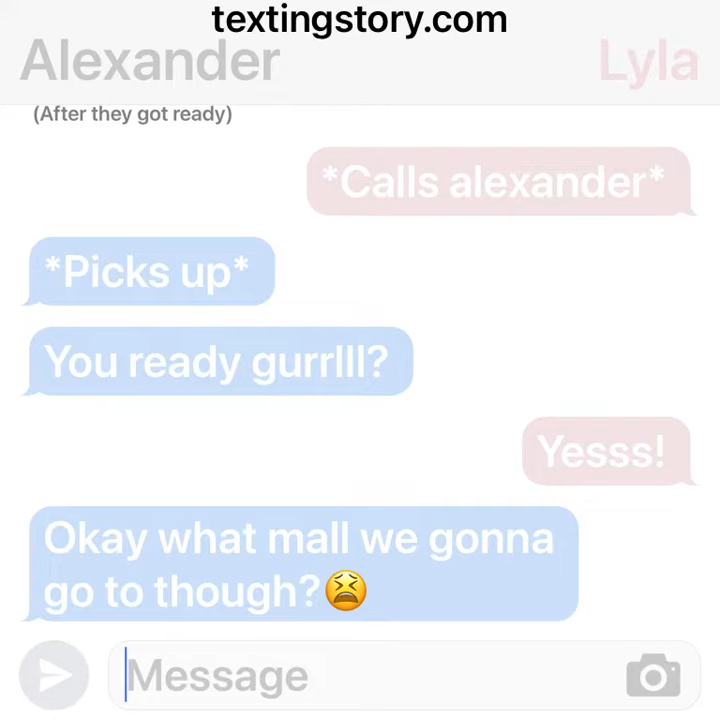 textingstory.com
Alexander
Lyla
(After they got ready)
*Calls alexander*
*Picks up*
You ready gurrlll?
Yesss!
Okay what mall we gonna
go to though?😫
Message